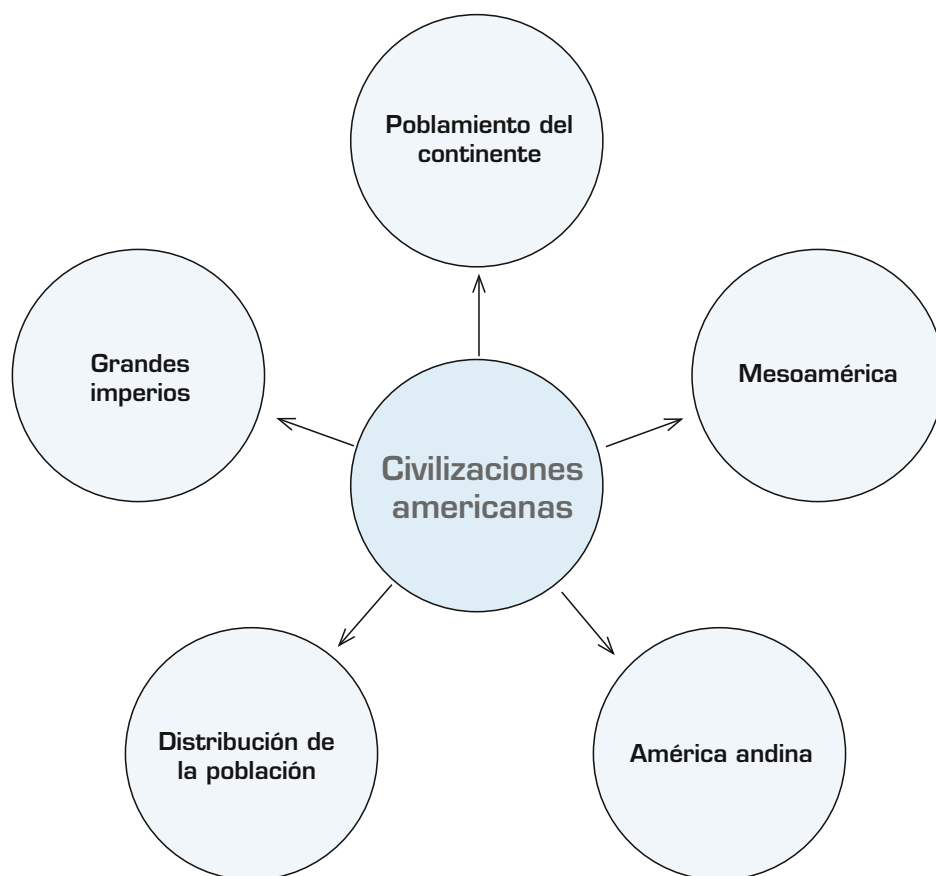 Poblamiento del
continente
Grandes
imperios
Mesoamérica
Civilizaciones
americanas
Distribución de
la población
América andina